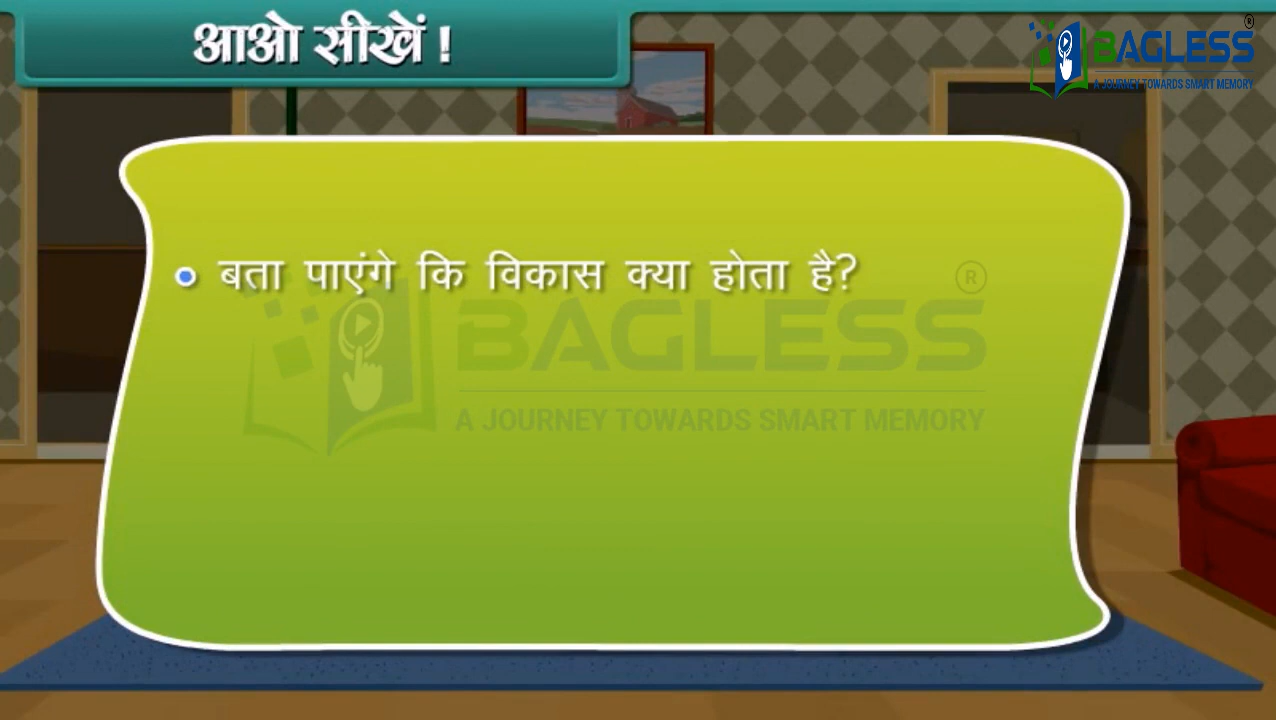 आओ सीखें!
BAGLESS®
A JOURNEY TOWARDS SMART MEMORY
• बता पाएंगे कि विकास क्या होता है?
BAGLESS®
A JOURNEY TOWARDS SMART MEMORY